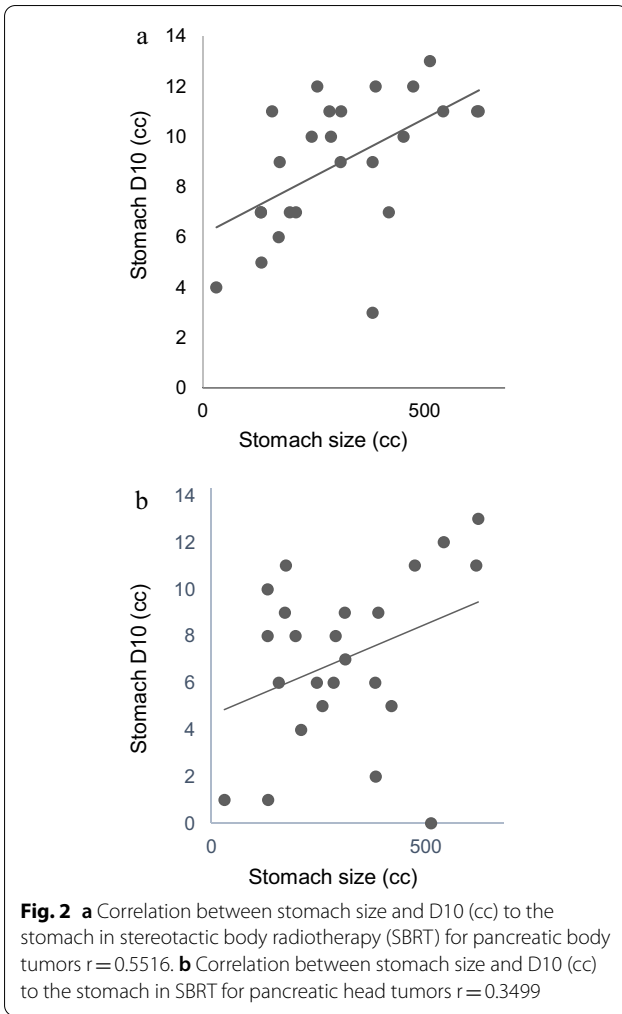 a
14
12
10
8
6
4
2
0
Stomach D10 (cc)
0 500
Stomach size (cc)
b
14
12
10
8
6
4
2
0
Stomach D10 (cc)
0 500
Stomach size (cc)
Fig. 2 a Correlation between stomach size and D10 (cc) to the
stomach in stereotactic body radiotherapy (SBRT) for pancreatic body
tumors r = 0.5516. b Correlation between stomach size and D10 (cc)
to the stomach in SBRT for pancreatic head tumors r = 0.3499